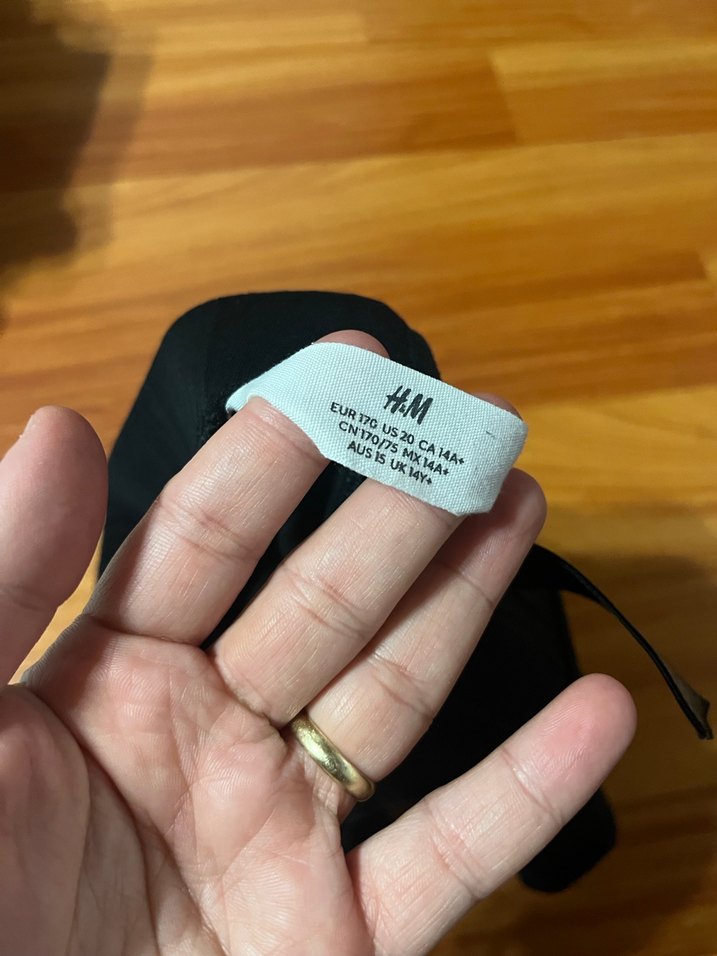 H&M
EUR 170 US 20 CA 14A+
CN 170/75 MX 14A+
AUS 15 UK 14Y+